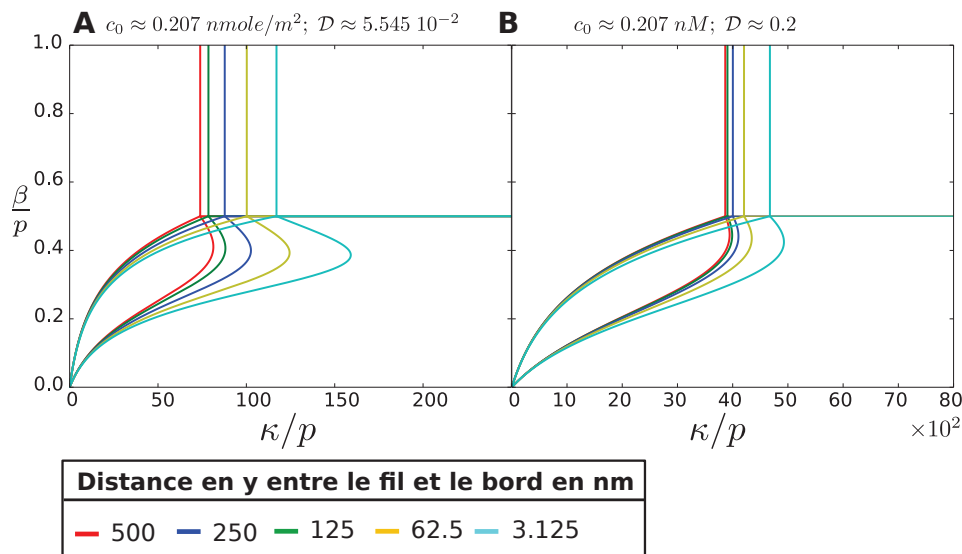 A c₀ ≈ 0.207 nmole/m²; 𝒟 ≈ 5.545 10⁻²
B c₀ ≈ 0.207 nM; 𝒟 ≈ 0.2
1.0
0.8
0.6
β/p
0.4
0.2
0.0
0 50 100 150 200
0 10 20 30 40 50 60 70 80
κ/p
κ/p ×10²
Distance en y entre le fil et le bord en nm
500 250 125 62.5 3.125